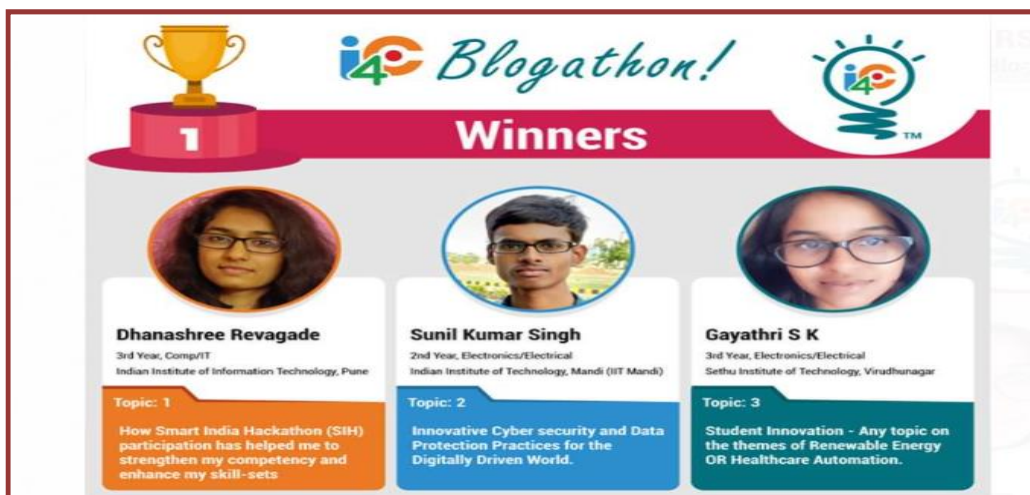 i4C Blogathon!
i4C
TM
1
Winners
Dhanashree Revagade
3rd Year, Comp/IT
Indian Institute of Information Technology, Pune
Topic: 1
How Smart India Hackathon (SIH)
participation has helped me to
strengthen my competency and
enhance my skill-sets
Sunil Kumar Singh
2nd Year, Electronics/Electrical
Indian Institute of Technology, Mandi (IIT Mandi)
Topic: 2
Innovative Cyber security and Data
Protection Practices for the
Digitally Driven World.
Gayathri S K
3rd Year, Electronics/Electrical
Sethu Institute of Technology, Virudhunagar
Topic: 3
Student Innovation - Any topic on
the themes of Renewable Energy
OR Healthcare Automation.